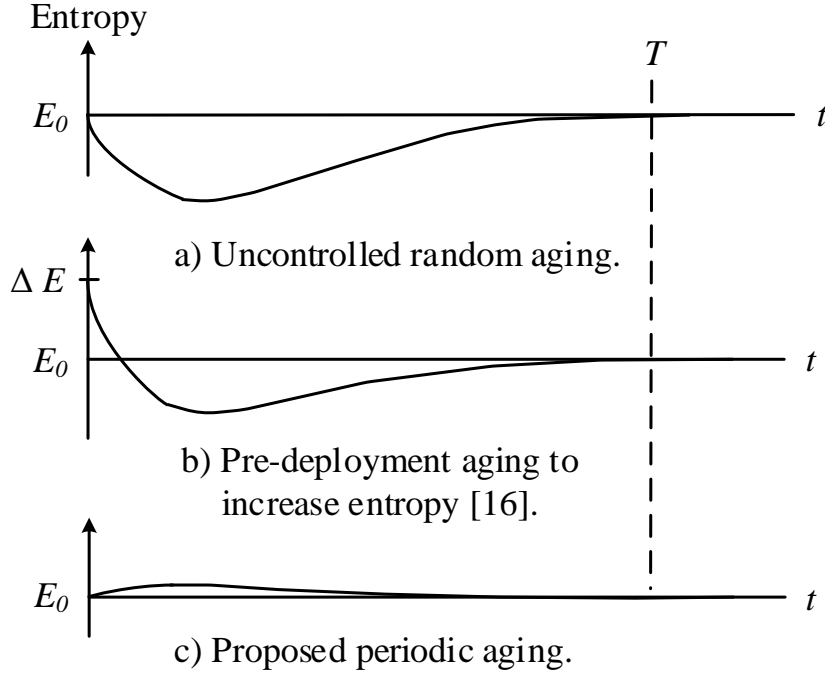 Entropy
T
E0
t
a) Uncontrolled random aging.
Δ E
E0
t
b) Pre-deployment aging to
increase entropy [16].
E0
t
c) Proposed periodic aging.